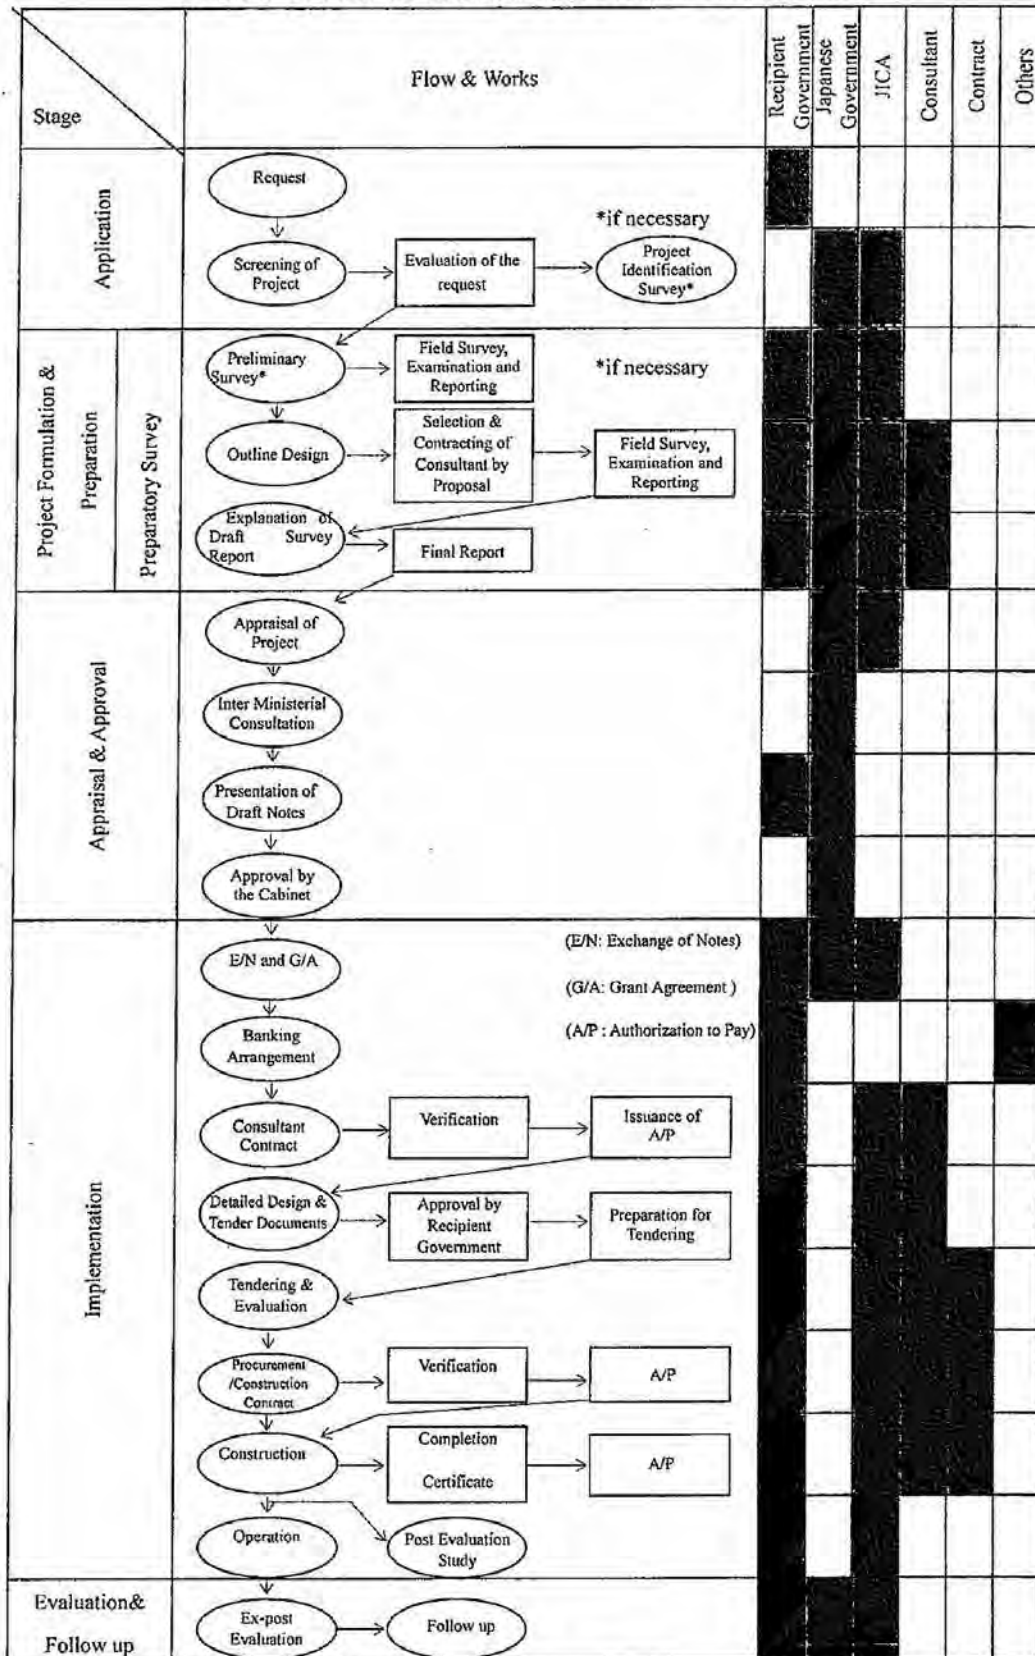 Stage
Flow & Works
Recipient
Government
Japanese
Government
JICA
Consultant
Contract
Others
Application
Request
*if necessary
Screening of
Project
Evaluation of the
request
Project
Identification
Survey*
Project Formulation &
Preparation
Preparatory Survey
Preliminary
Survey*
Field Survey,
Examination and
Reporting
*if necessary
Outline Design
Selection &
Contracting of
Consultant by
Proposal
Field Survey,
Examination and
Reporting
Explanation of
Draft Survey
Report
Final Report
Appraisal & Approval
Appraisal of
Project
Inter Ministerial
Consultation
Presentation of
Draft Notes
Approval by
the Cabinet
Implementation
E/N and G/A
(E/N: Exchange of Notes)
(G/A: Grant Agreement )
(A/P : Authorization to Pay)
Banking
Arrangement
Consultant
Contract
Verification
Issuance of
A/P
Detailed Design &
Tender Documents
Approval by
Recipient
Government
Preparation for
Tendering
Tendering &
Evaluation
Procurement
/Construction
Contract
Verification
A/P
Construction
Completion
Certificate
A/P
Operation
Post Evaluation
Study
Evaluation&
Follow up
Ex-post
Evaluation
Follow up